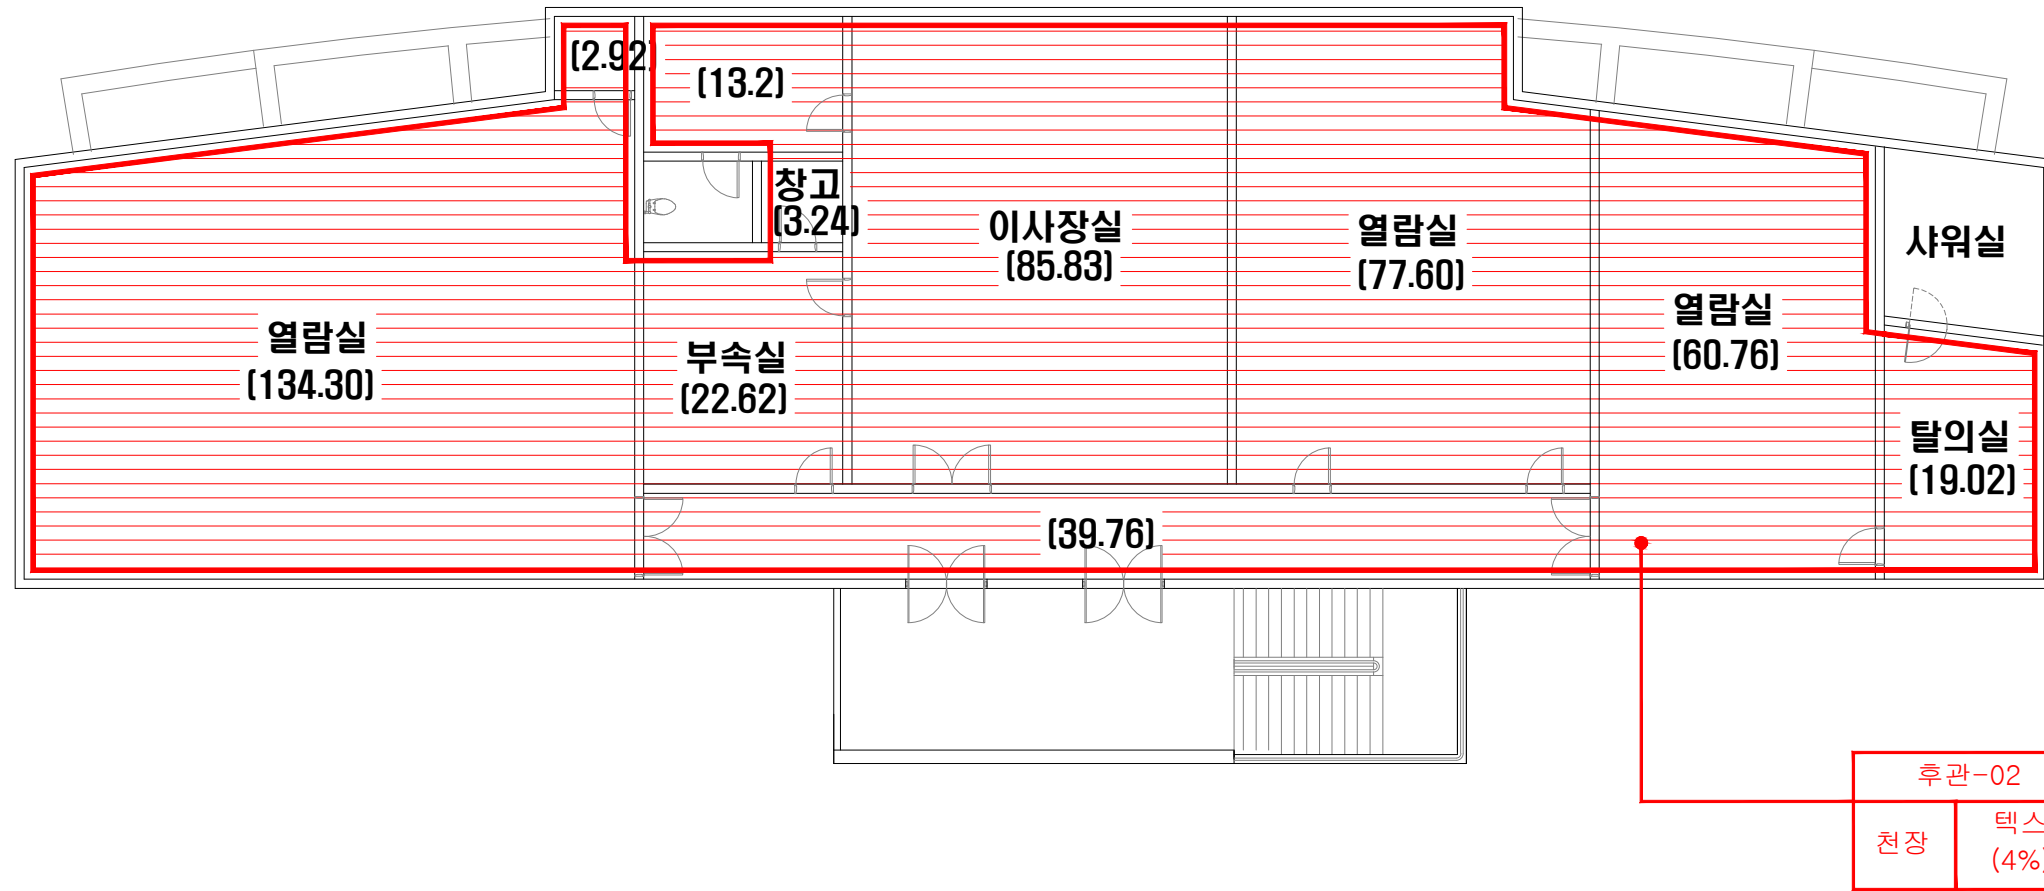 (2.92)
(13.2)
창고
(3.24)
이사장실
(85.83)
열람실
(77.60)
샤워실
열람실
(60.76)
열람실
(134.30)
부속실
(22.62)
탈의실
(19.02)
(39.76)
후관-02
천장
텍스
(4%)